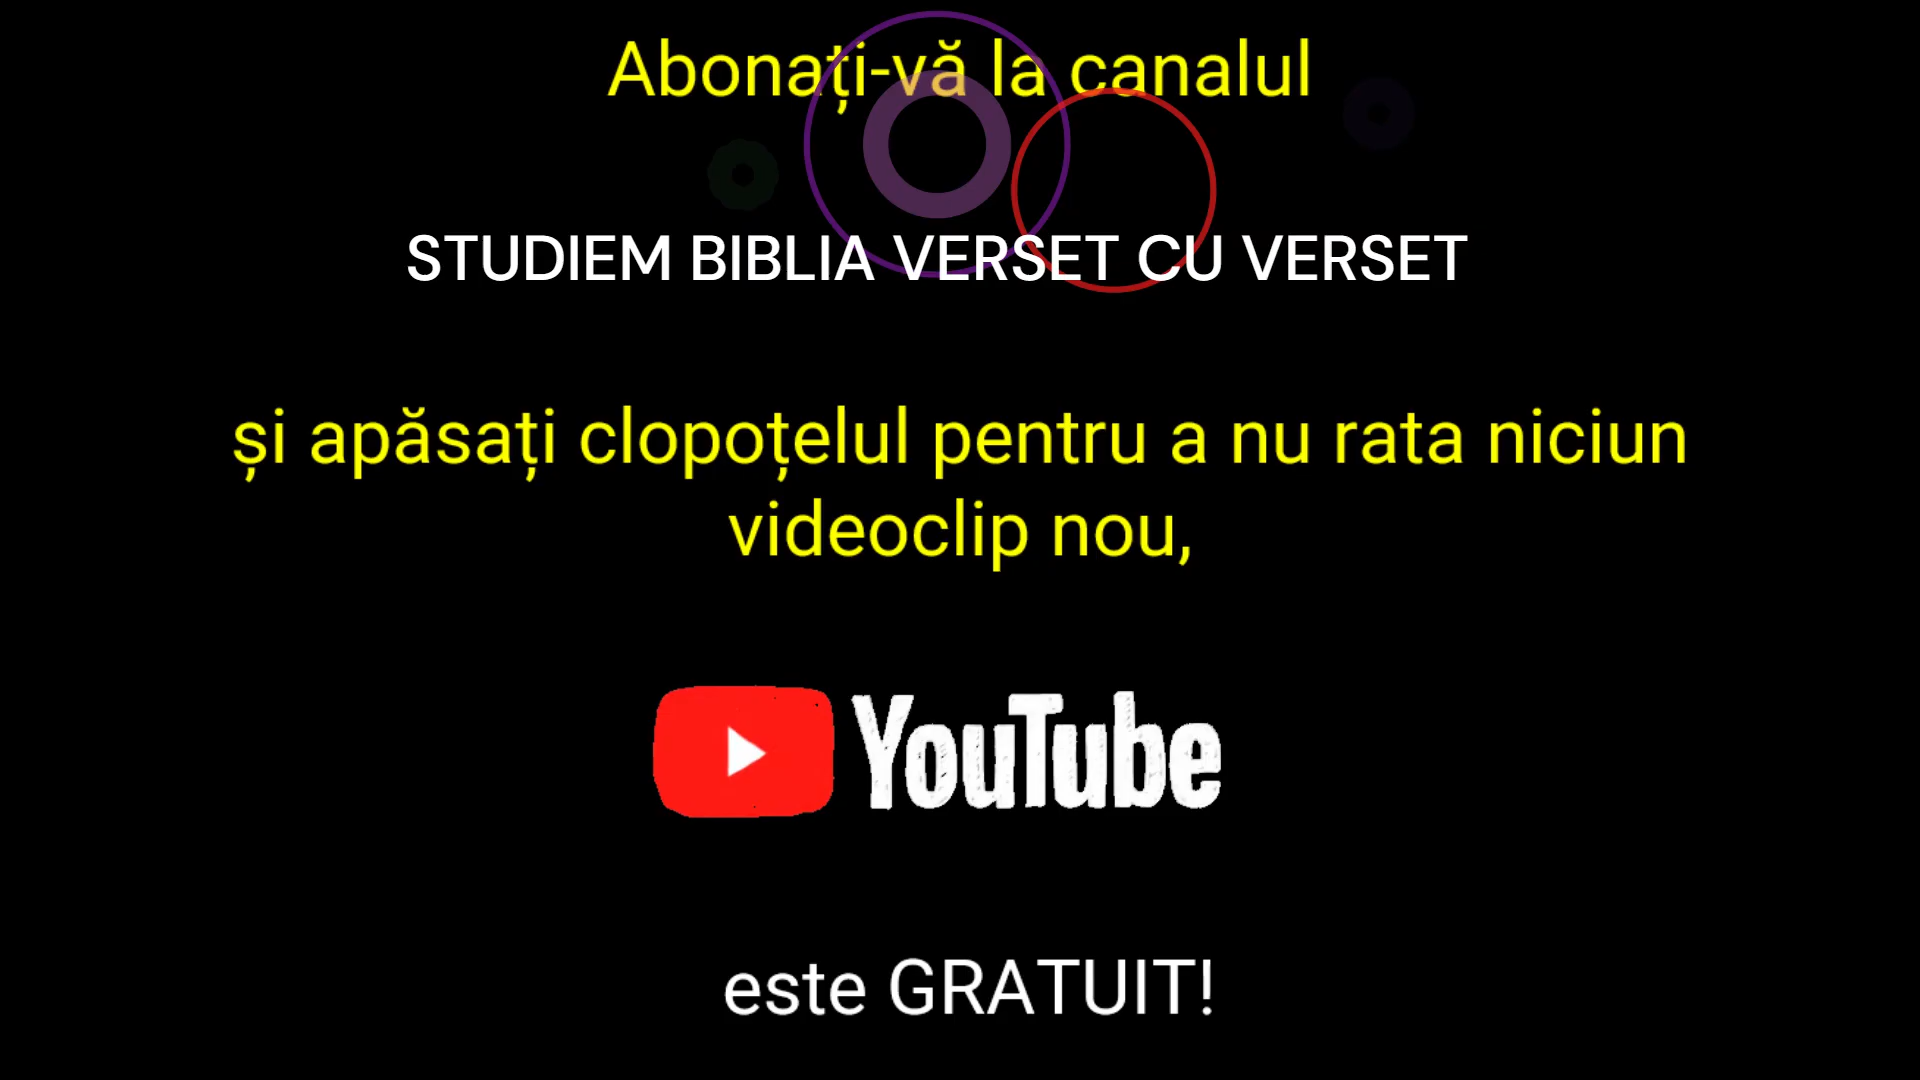 Abonați-vă la canalul
STUDIEM BIBLIA VERSET CU VERSET
și apăsați clopoțelul pentru a nu rata niciun
videoclip nou,
YouTube
este GRATUIT!